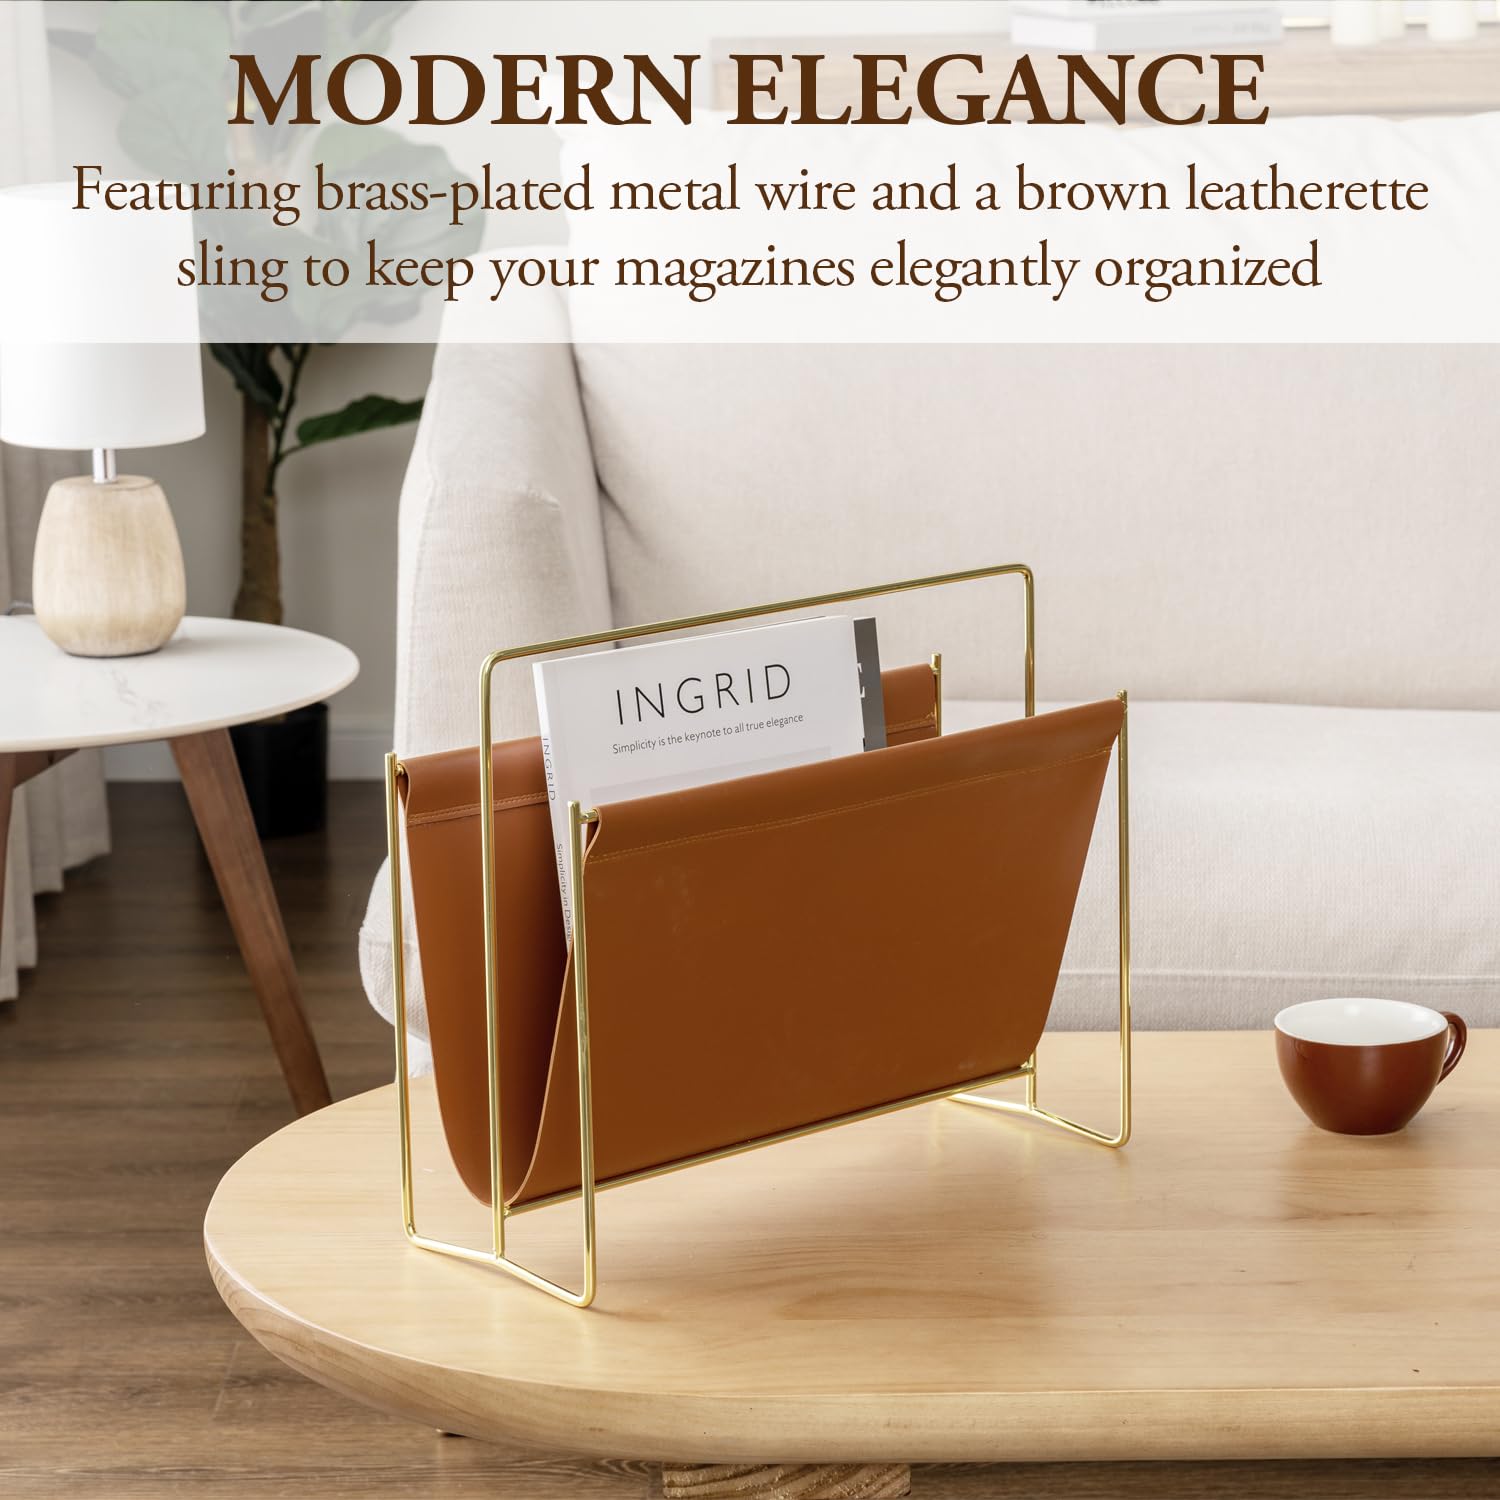 MODERN ELEGANCE
Featuring brass-plated metal wire and a brown leatherette
sling to keep your magazines elegantly organized
INGRID
Simplicity is the keynote to all true elegance
INGRID
Simplicity in
E